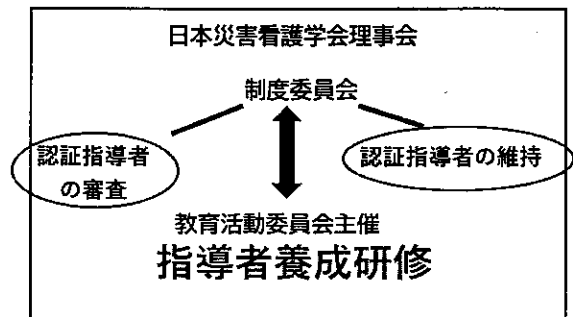 日本災害看護学会理事会
制度委員会
認証指導者
の審査
認証指導者の維持
教育活動委員会主催
指導者養成研修